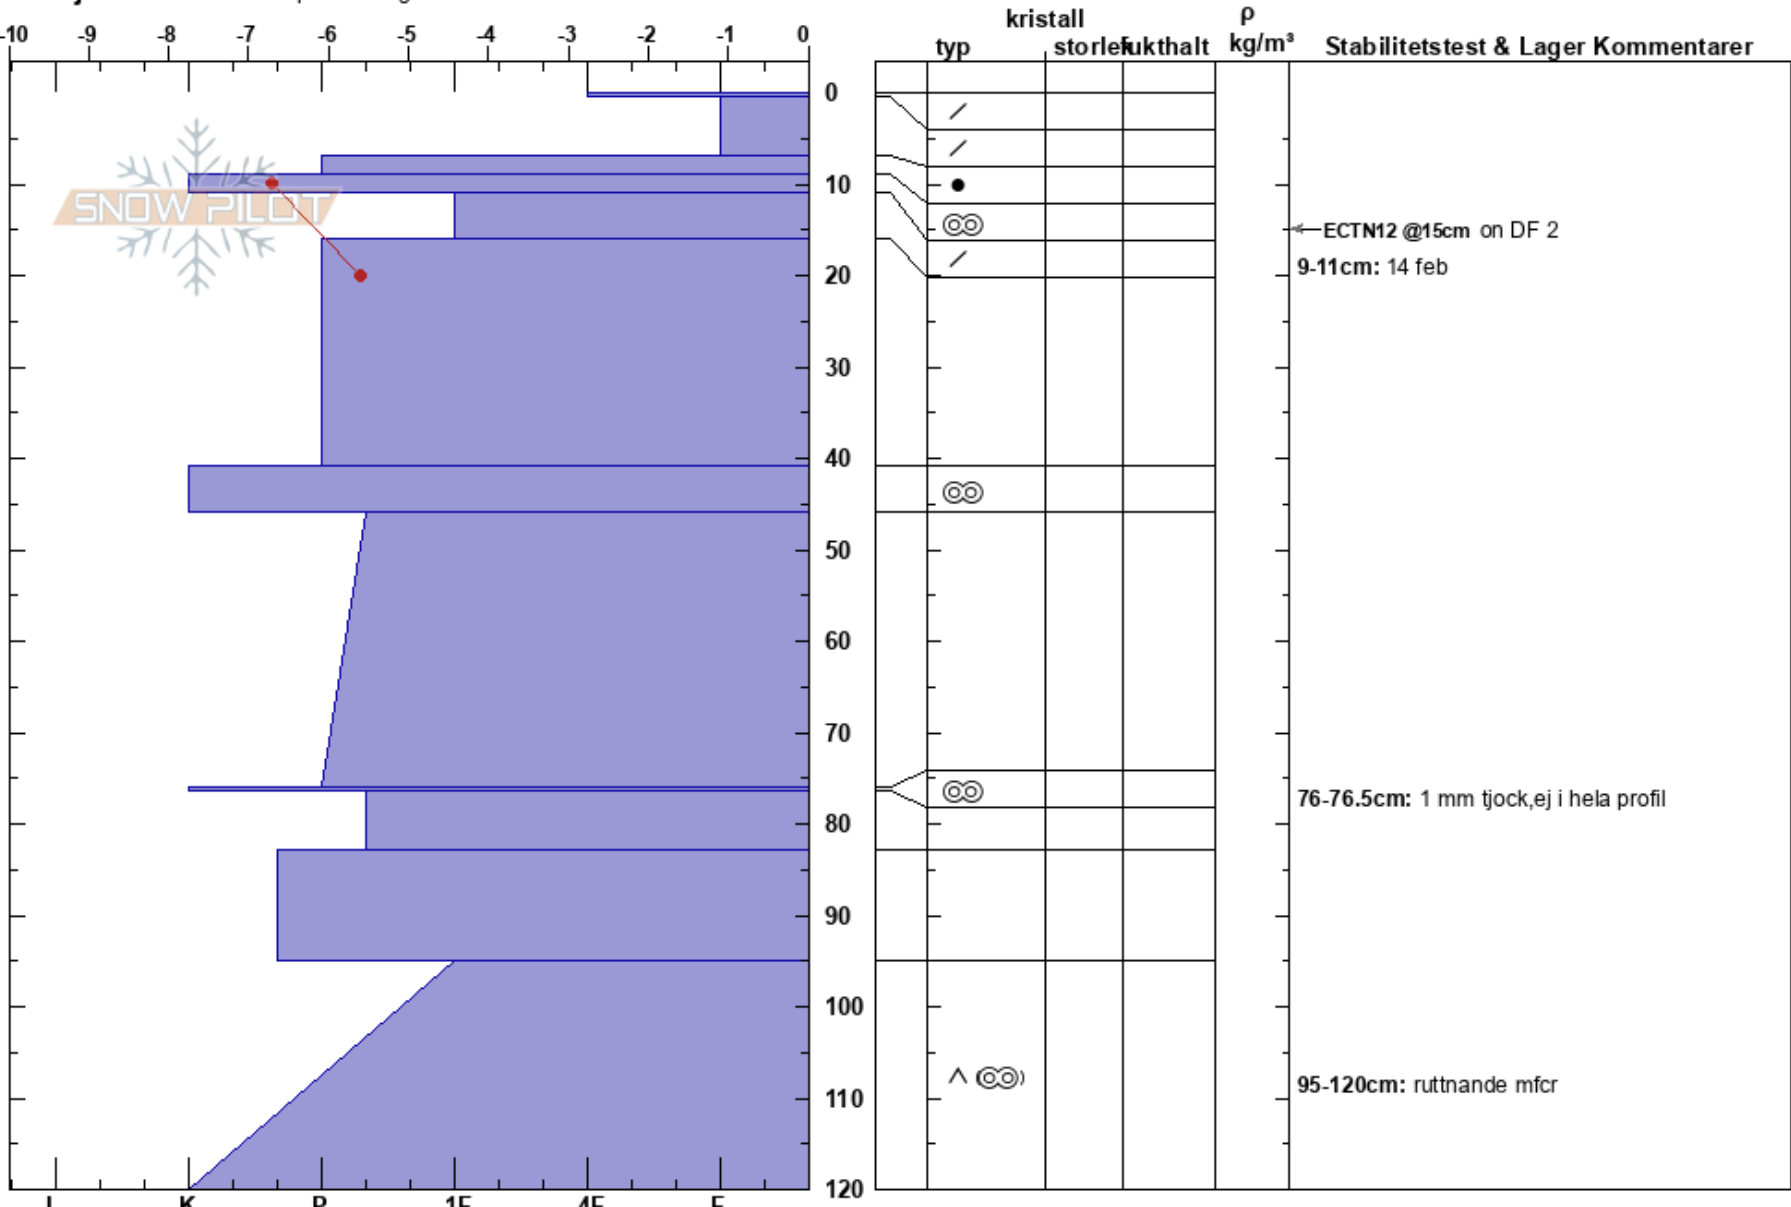 -10 -9 -8 -7 -6 -5 -4 -3 -2 -1 0
kristall
ρ
typ storlek fukthalt kg/m³ Stabilitetstest & Lager Kommentarer
0
10
SNOW PILOT
ECTN12 @15cm on DF 2
9-11cm: 14 feb
20
30
40
50
60
70
76-76.5cm: 1 mm tjock,ej i hela profil
80
90
100
95-120cm: ruttnande mfcr
110
120
I K P 1F 4F F